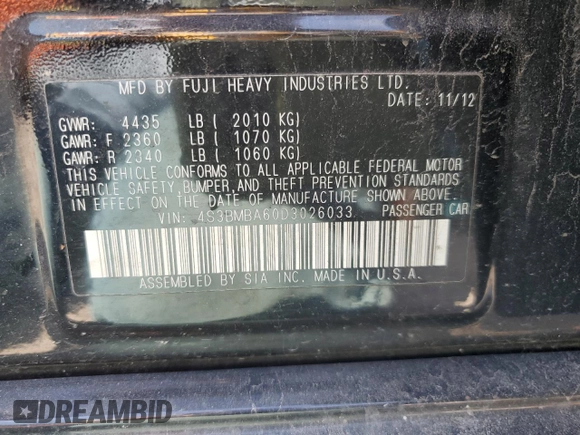 MFD BY FUJI HEAVY INDUSTRIES LTD.
DATE: 11/12
GVWR: 4435 LB ( 2010 KG)
GAWR: F 2360 LB ( 1070 KG)
GAWR: R 2340 LB ( 1060 KG)
THIS VEHICLE CONFORMS TO ALL APPLICABLE FEDERAL MOTOR
VEHICLE SAFETY,BUMPER,AND THEFT PREVENTION STANDARDS
IN EFFECT ON THE DATE OF MANUFACTURE SHOWN ABOVE.
VIN: 4S3BMBA60D3026033 PASSENGER CAR
ASSEMBLED BY SIA INC. MADE IN U.S.A.
DREAMBID